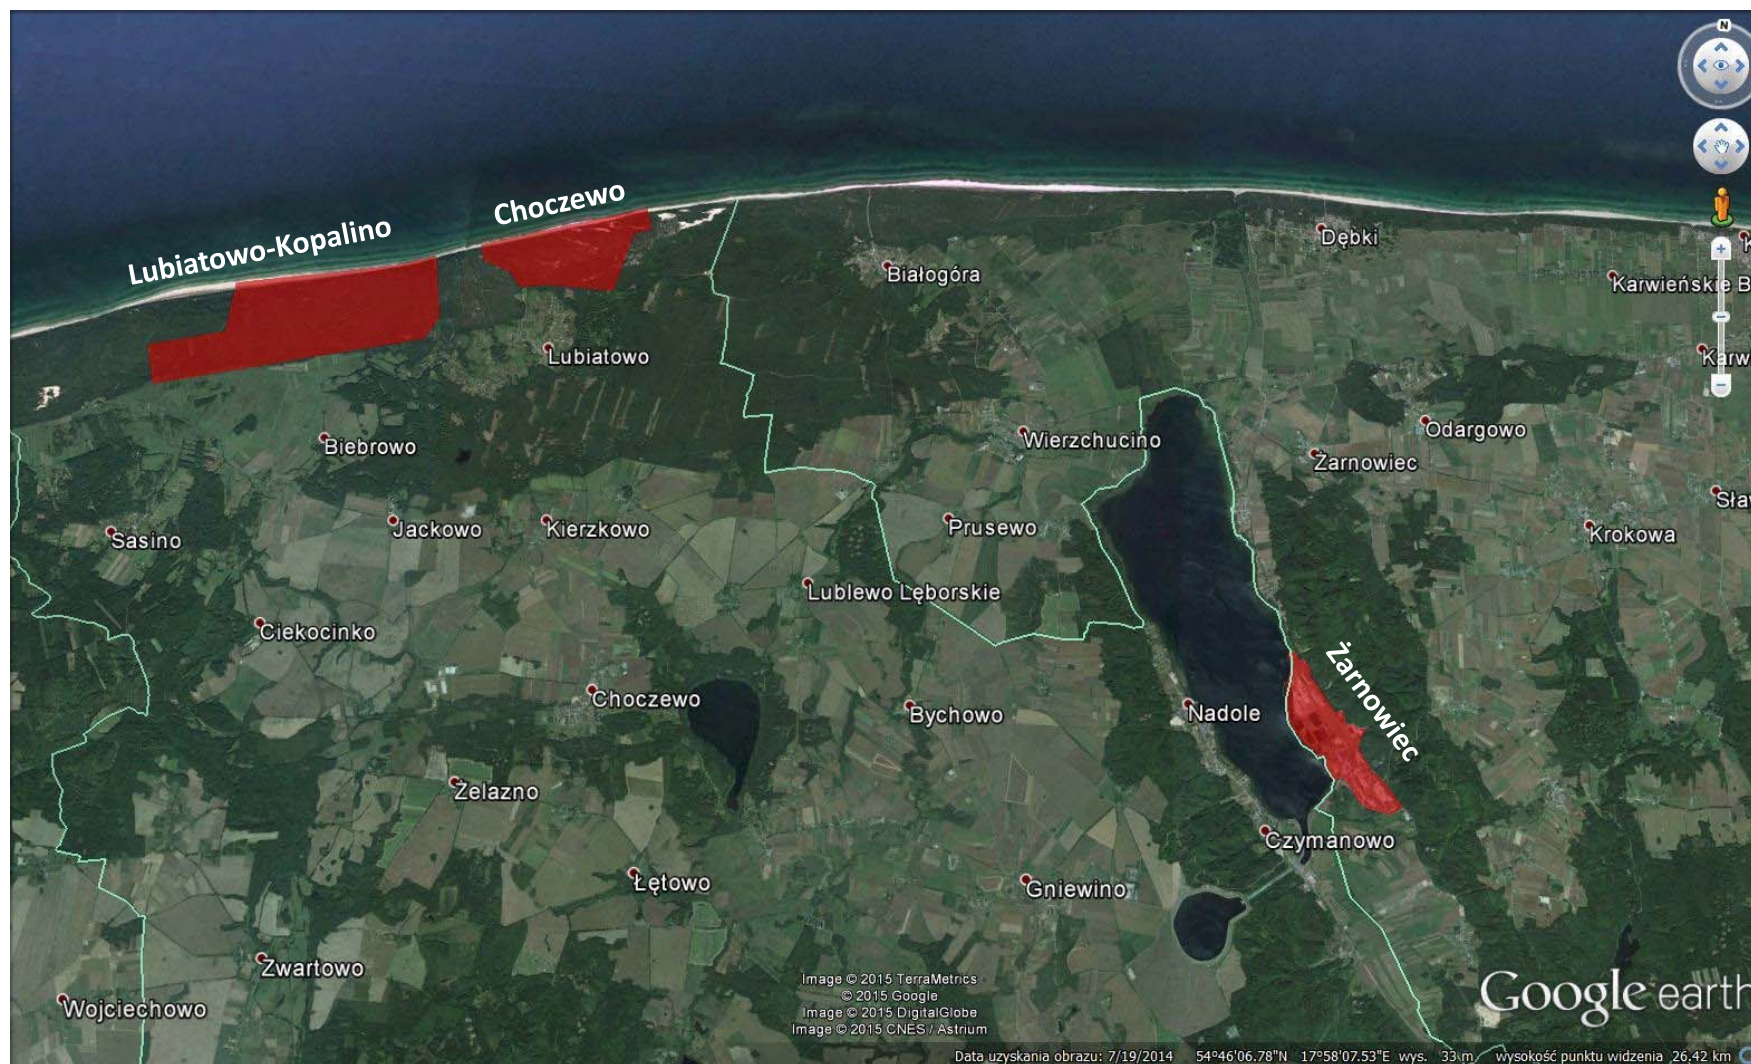 N
Choczewo
Lubiatowo-Kopalino
Dębki
Białogóra
Karwieńskie B
Lubiatowo
Karw
Odargowo
Wierzchucino
Biebrowo
Żarnowiec
Sła
Prusewo
Jackowo
Kierzkowo
Krokowa
Sasino
Lublewo Lęborskie
Ciekocinko
Żarnowiec
Choczewo
Nadole
Bychowo
Żelazno
Czymanowo
Łętowo
Gniewino
Zwartowo
Wojciechowo
Image © 2015 TerraMetrics
© 2015 Google
Image © 2015 DigitalGlobe
Image © 2015 CNES / Astrium
Google earth
Data uzyskania obrazu: 7/19/2014 54°46'06.78"N 17°58'07.53"E wys. 33 m wysokość punktu widzenia 26.42 km